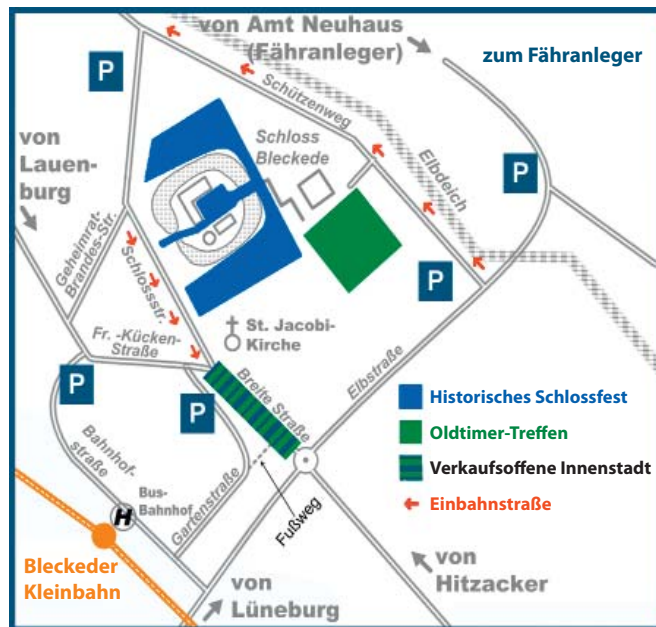 von Amt Neuhaus
(Fähranleger)
zum Fähranleger
P
P
Schützenweg
von
Lauen-
burg
Schloss
Bleckede
Elbdeich
P
Geheimrat-
Brandes-Str.
Schlossstr.
P
St. Jacobi-
Kirche
Fr. -Kücken-
Straße
P
P
Breite Straße
Elbstraße
Historisches Schlossfest
Oldtimer-Treffen
Verkaufsoffene Innenstadt
Einbahnstraße
Bahnhof-
straße
Bus-
Bahnhof
H
Gartenstraße
Fußweg
Bleckeder
Kleinbahn
von
Lüneburg
von
Hitzacker